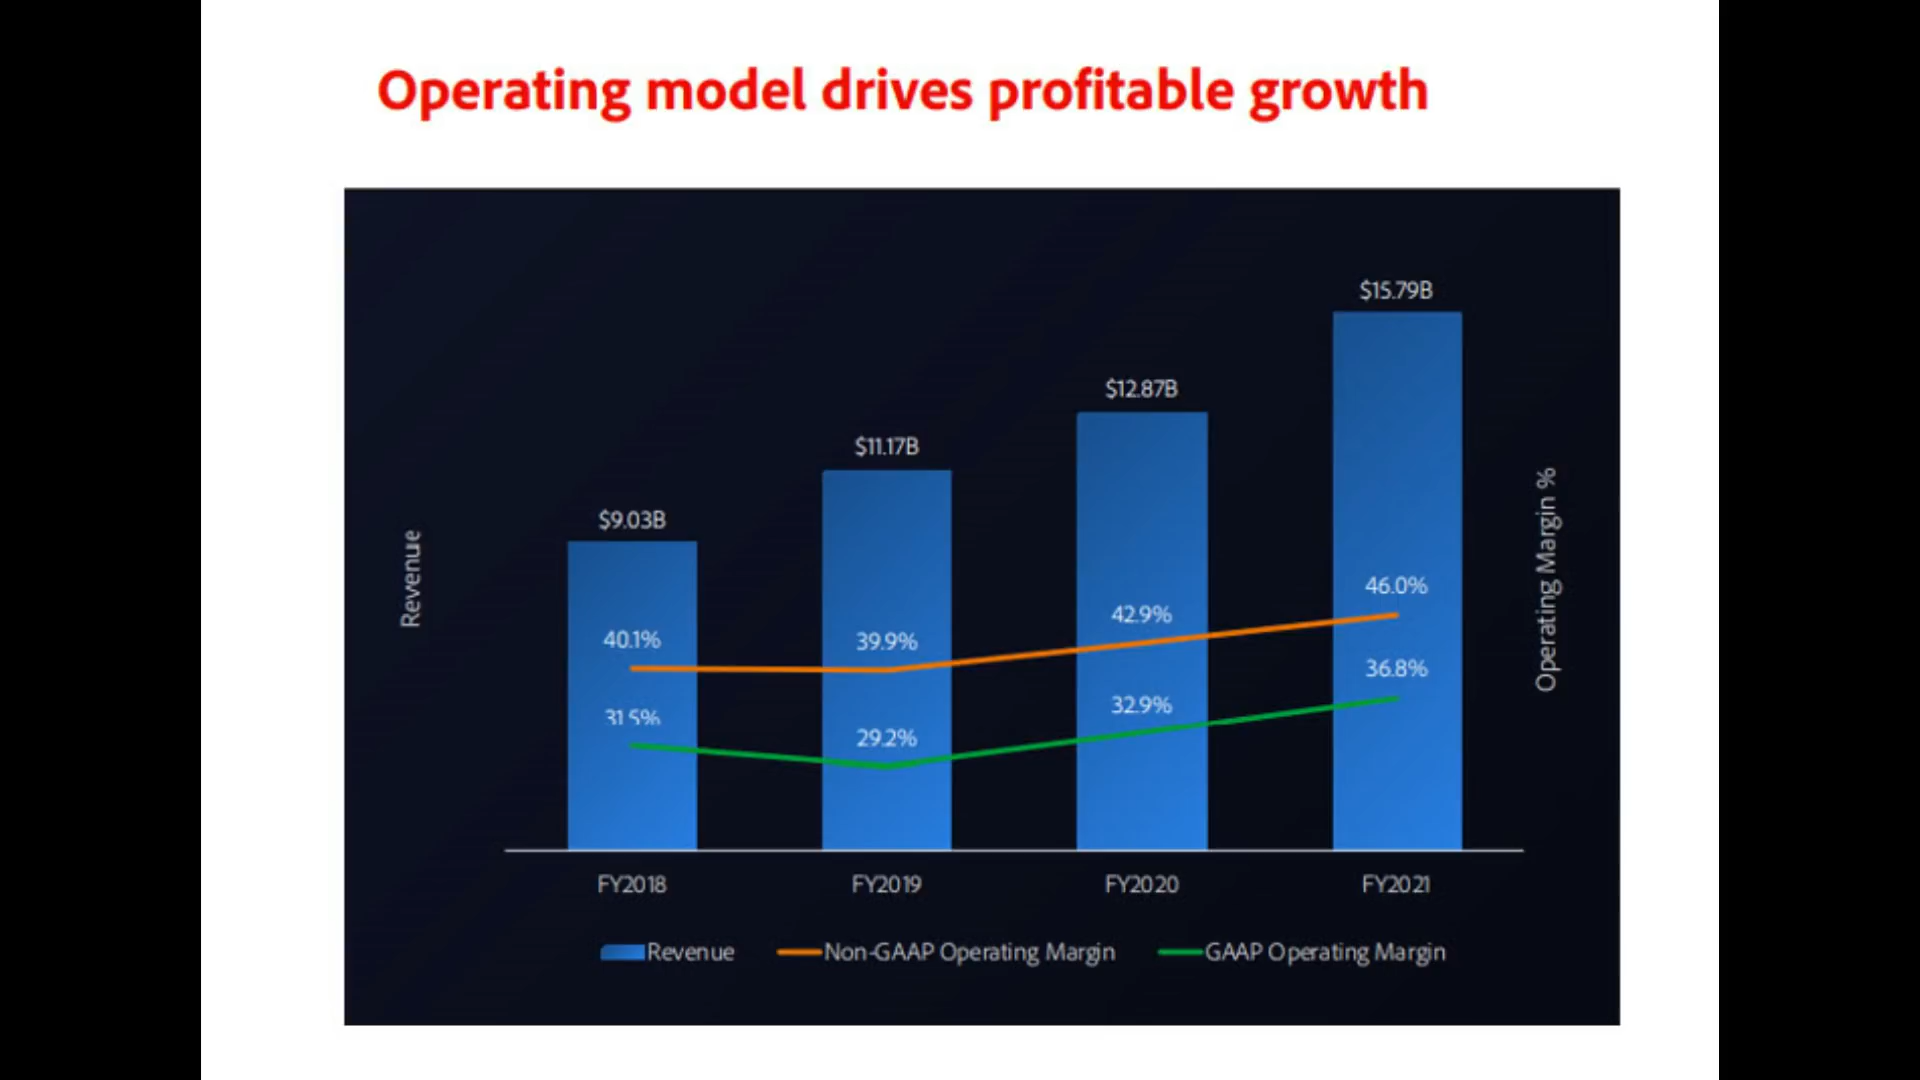 Operating model drives profitable growth
$15.79B
$12.87B
$11.17B
$9.03B
Revenue
Operating Margin %
40.1%
39.9%
42.9%
46.0%
31.5%
29.2%
32.9%
36.8%
FY2018
FY2019
FY2020
FY2021
Revenue
Non-GAAP Operating Margin
GAAP Operating Margin